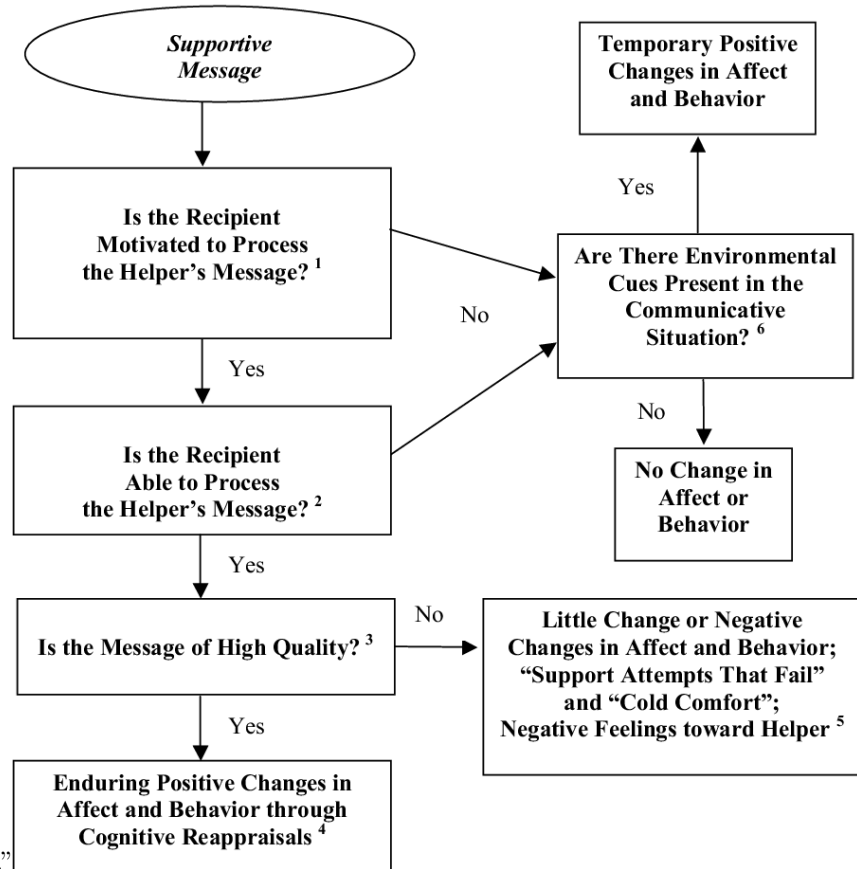 Supportive
Message
Temporary Positive
Changes in Affect
and Behavior
Yes
Is the Recipient
Motivated to Process
the Helper’s Message? 1
Are There Environmental
Cues Present in the
Communicative
Situation? 6
No
Yes
No
Is the Recipient
Able to Process
the Helper’s Message? 2
No Change in
Affect or
Behavior
Yes
Is the Message of High Quality? 3
No
Little Change or Negative
Changes in Affect and Behavior;
“Support Attempts That Fail”
and “Cold Comfort”;
Negative Feelings toward Helper 5
Yes
Enduring Positive Changes in
Affect and Behavior through
Cognitive Reappraisals 4
”